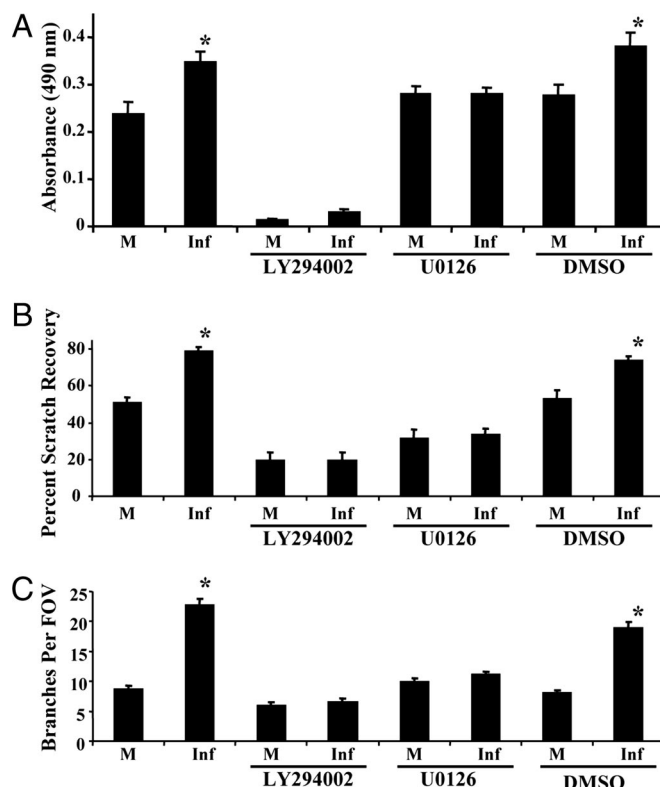 A
Absorbance (490 nm)
0.4
0.3
0.2
0.1
0
*
*
M Inf M Inf M Inf M Inf
LY294002 U0126 DMSO
B
Percent Scratch Recovery
80
60
40
20
0
*
*
M Inf M Inf M Inf M Inf
LY294002 U0126 DMSO
C
Branches Per FOV
25
20
15
10
5
0
*
*
M Inf M Inf M Inf M Inf
LY294002 U0126 DMSO